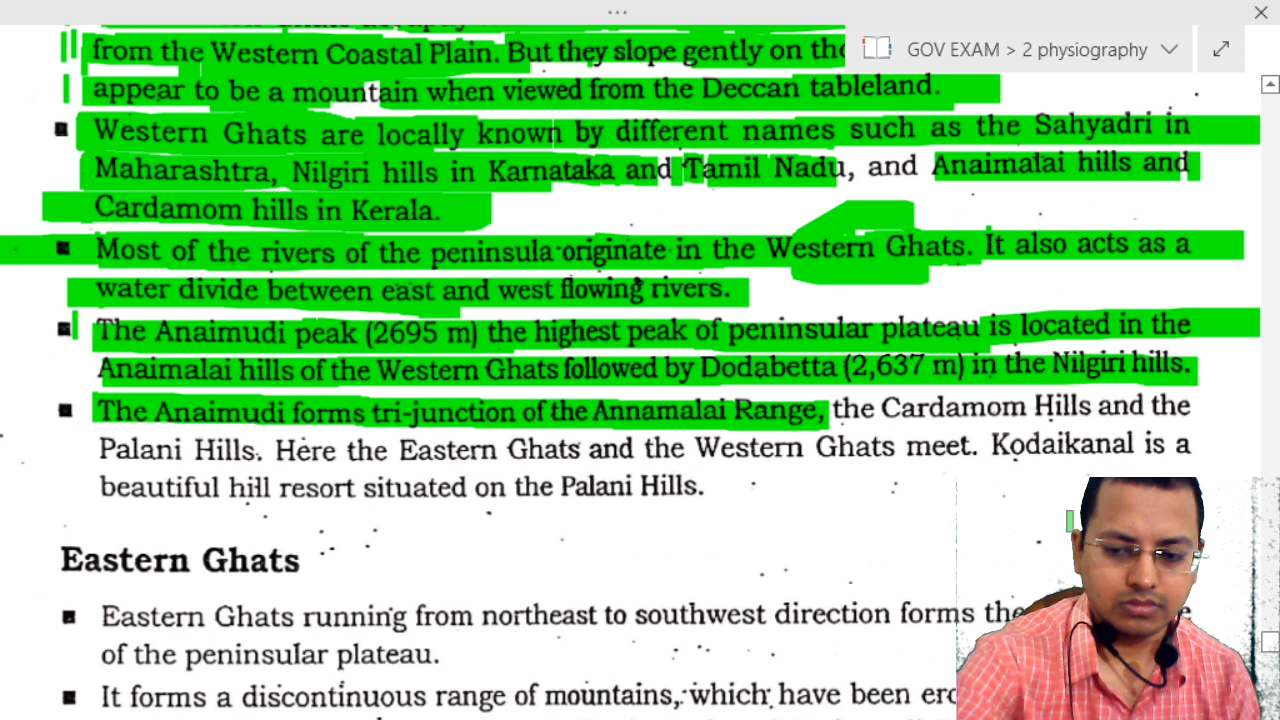 GOV EXAM > 2 physiography
from the Western Coastal Plain. But they slope gently on the
appear to be a mountain when viewed from the Deccan tableland.
■ Western Ghats are locally known by different names such as the Sahyadri in
Maharashtra, Nilgiri hills in Karnataka and Tamil Nadu, and Anaimalai hills and
Cardamom hills in Kerala.
■ Most of the rivers of the peninsula originate in the Western Ghats. It also acts as a
water divide between east and west flowing rivers.
■ The Anaimudi peak (2695 m) the highest peak of peninsular plateau is located in the
Anaimalai hills of the Western Ghats followed by Dodabetta (2,637 m) in the Nilgiri hills.
■ The Anaimudi forms tri-junction of the Annamalai Range, the Cardamom Hills and the
Palani Hills. Here the Eastern Ghats and the Western Ghats meet. Kodaikanal is a
beautiful hill resort situated on the Palani Hills.
Eastern Ghats
■ Eastern Ghats running from northeast to southwest direction forms the
of the peninsular plateau.
■ It forms a discontinuous range of mountains, which have been